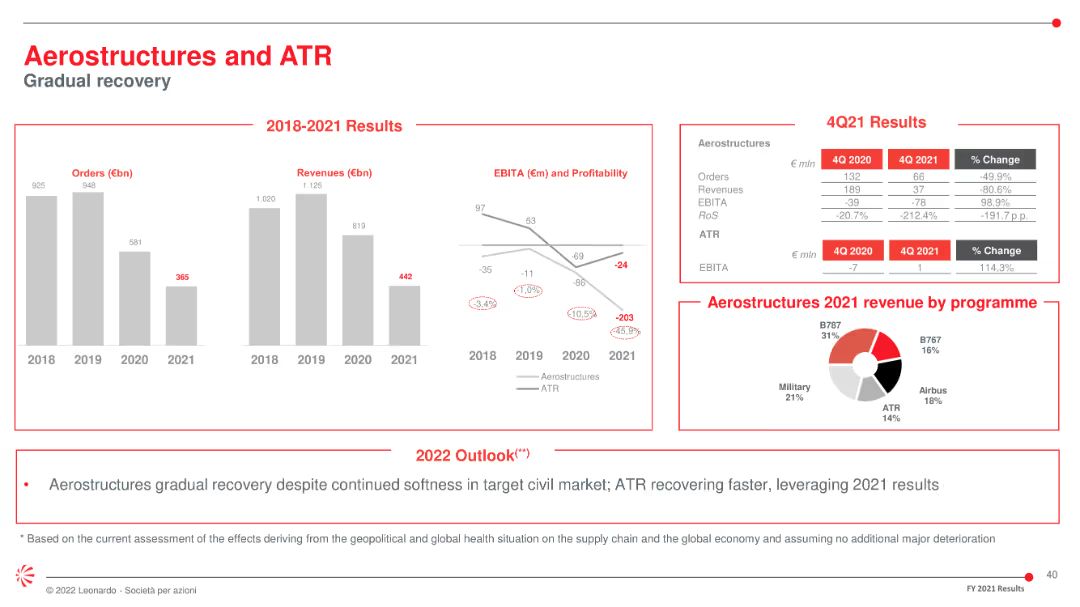 Aerostructures and ATR
Gradual recovery
2018-2021 Results
Orders (€bn)
925
948
581
365
2018 2019 2020 2021
Revenues (€bn)
1,020
1 125
819
442
2018 2019 2020 2021
EBITA (€m) and Profitability
97
53
-69
-24
-35
-11
-86
-203
-3,4%
-1,0%
-10,5%
-45,9%
2018 2019 2020 2021
Aerostructures
ATR
4Q21 Results
Aerostructures
€ mln 4Q 2020 4Q 2021 % Change
Orders 132 66 -49.9%
Revenues 189 37 -80.6%
EBITA -39 -78 98.9%
RoS -20.7% -212.4% -191.7 p.p.
ATR
€ mln 4Q 2020 4Q 2021 % Change
EBITA -7 1 114.3%
Aerostructures 2021 revenue by programme
B787
31%
B767
16%
Airbus
18%
ATR
14%
Military
21%
2022 Outlook(**)
• Aerostructures gradual recovery despite continued softness in target civil market; ATR recovering faster, leveraging 2021 results
* Based on the current assessment of the effects deriving from the geopolitical and global health situation on the supply chain and the global economy and assuming no additional major deterioration
© 2022 Leonardo - Società per azioni
FY 2021 Results
40